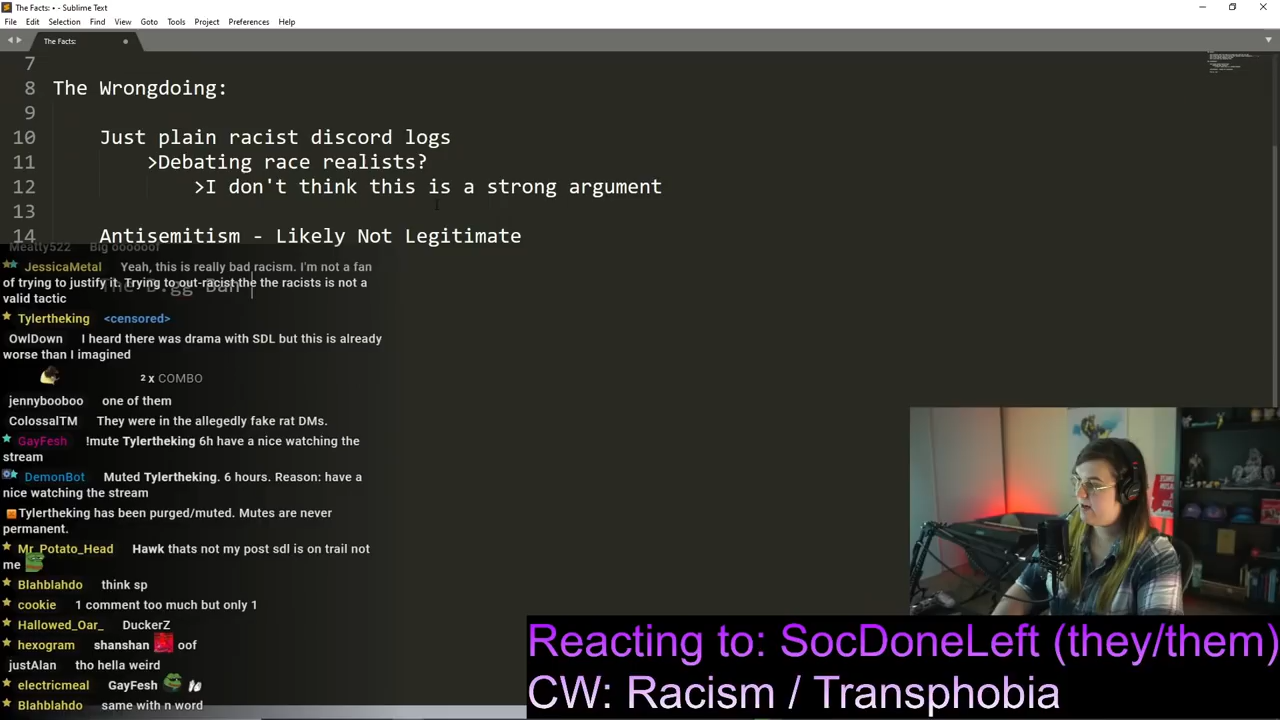 The Facts: • - Sublime Text
File Edit Selection Find View Goto Tools Project Preferences Help
The Facts:
7
8 The Wrongdoing:
9
10 Just plain racist discord logs
11 >Debating race realists?
12 >I don't think this is a strong argument
13
14 Antisemitism - Likely Not Legitimate
Meatty522 Big oooooof
JessicaMetal Yeah, this is really bad racism. I'm not a fan
of trying to justify it. Trying to out-racist the the racists is not a
The D.gg Ban
valid tactic
Tylertheking <censored>
OwlDown I heard there was drama with SDL but this is already
worse than I imagined
2 x COMBO
jennybooboo one of them
ColossalTM They were in the allegedly fake rat DMs.
GayFesh !mute Tylertheking 6h have a nice watching the
stream
DemonBot Muted Tylertheking. 6 hours. Reason: have a
nice watching the stream
Tylertheking has been purged/muted. Mutes are never
permanent.
Mr_Potato_Head Hawk thats not my post sdl is on trail not
me
Blahblahdo think sp
cookie 1 comment too much but only 1
Hallowed_Oar_ DuckerZ
hexogram shanshan oof
justAlan tho hella weird
electricmeal GayFesh
Blahblahdo same with n word
Reacting to: SocDoneLeft (they/them)
CW: Racism / Transphobia